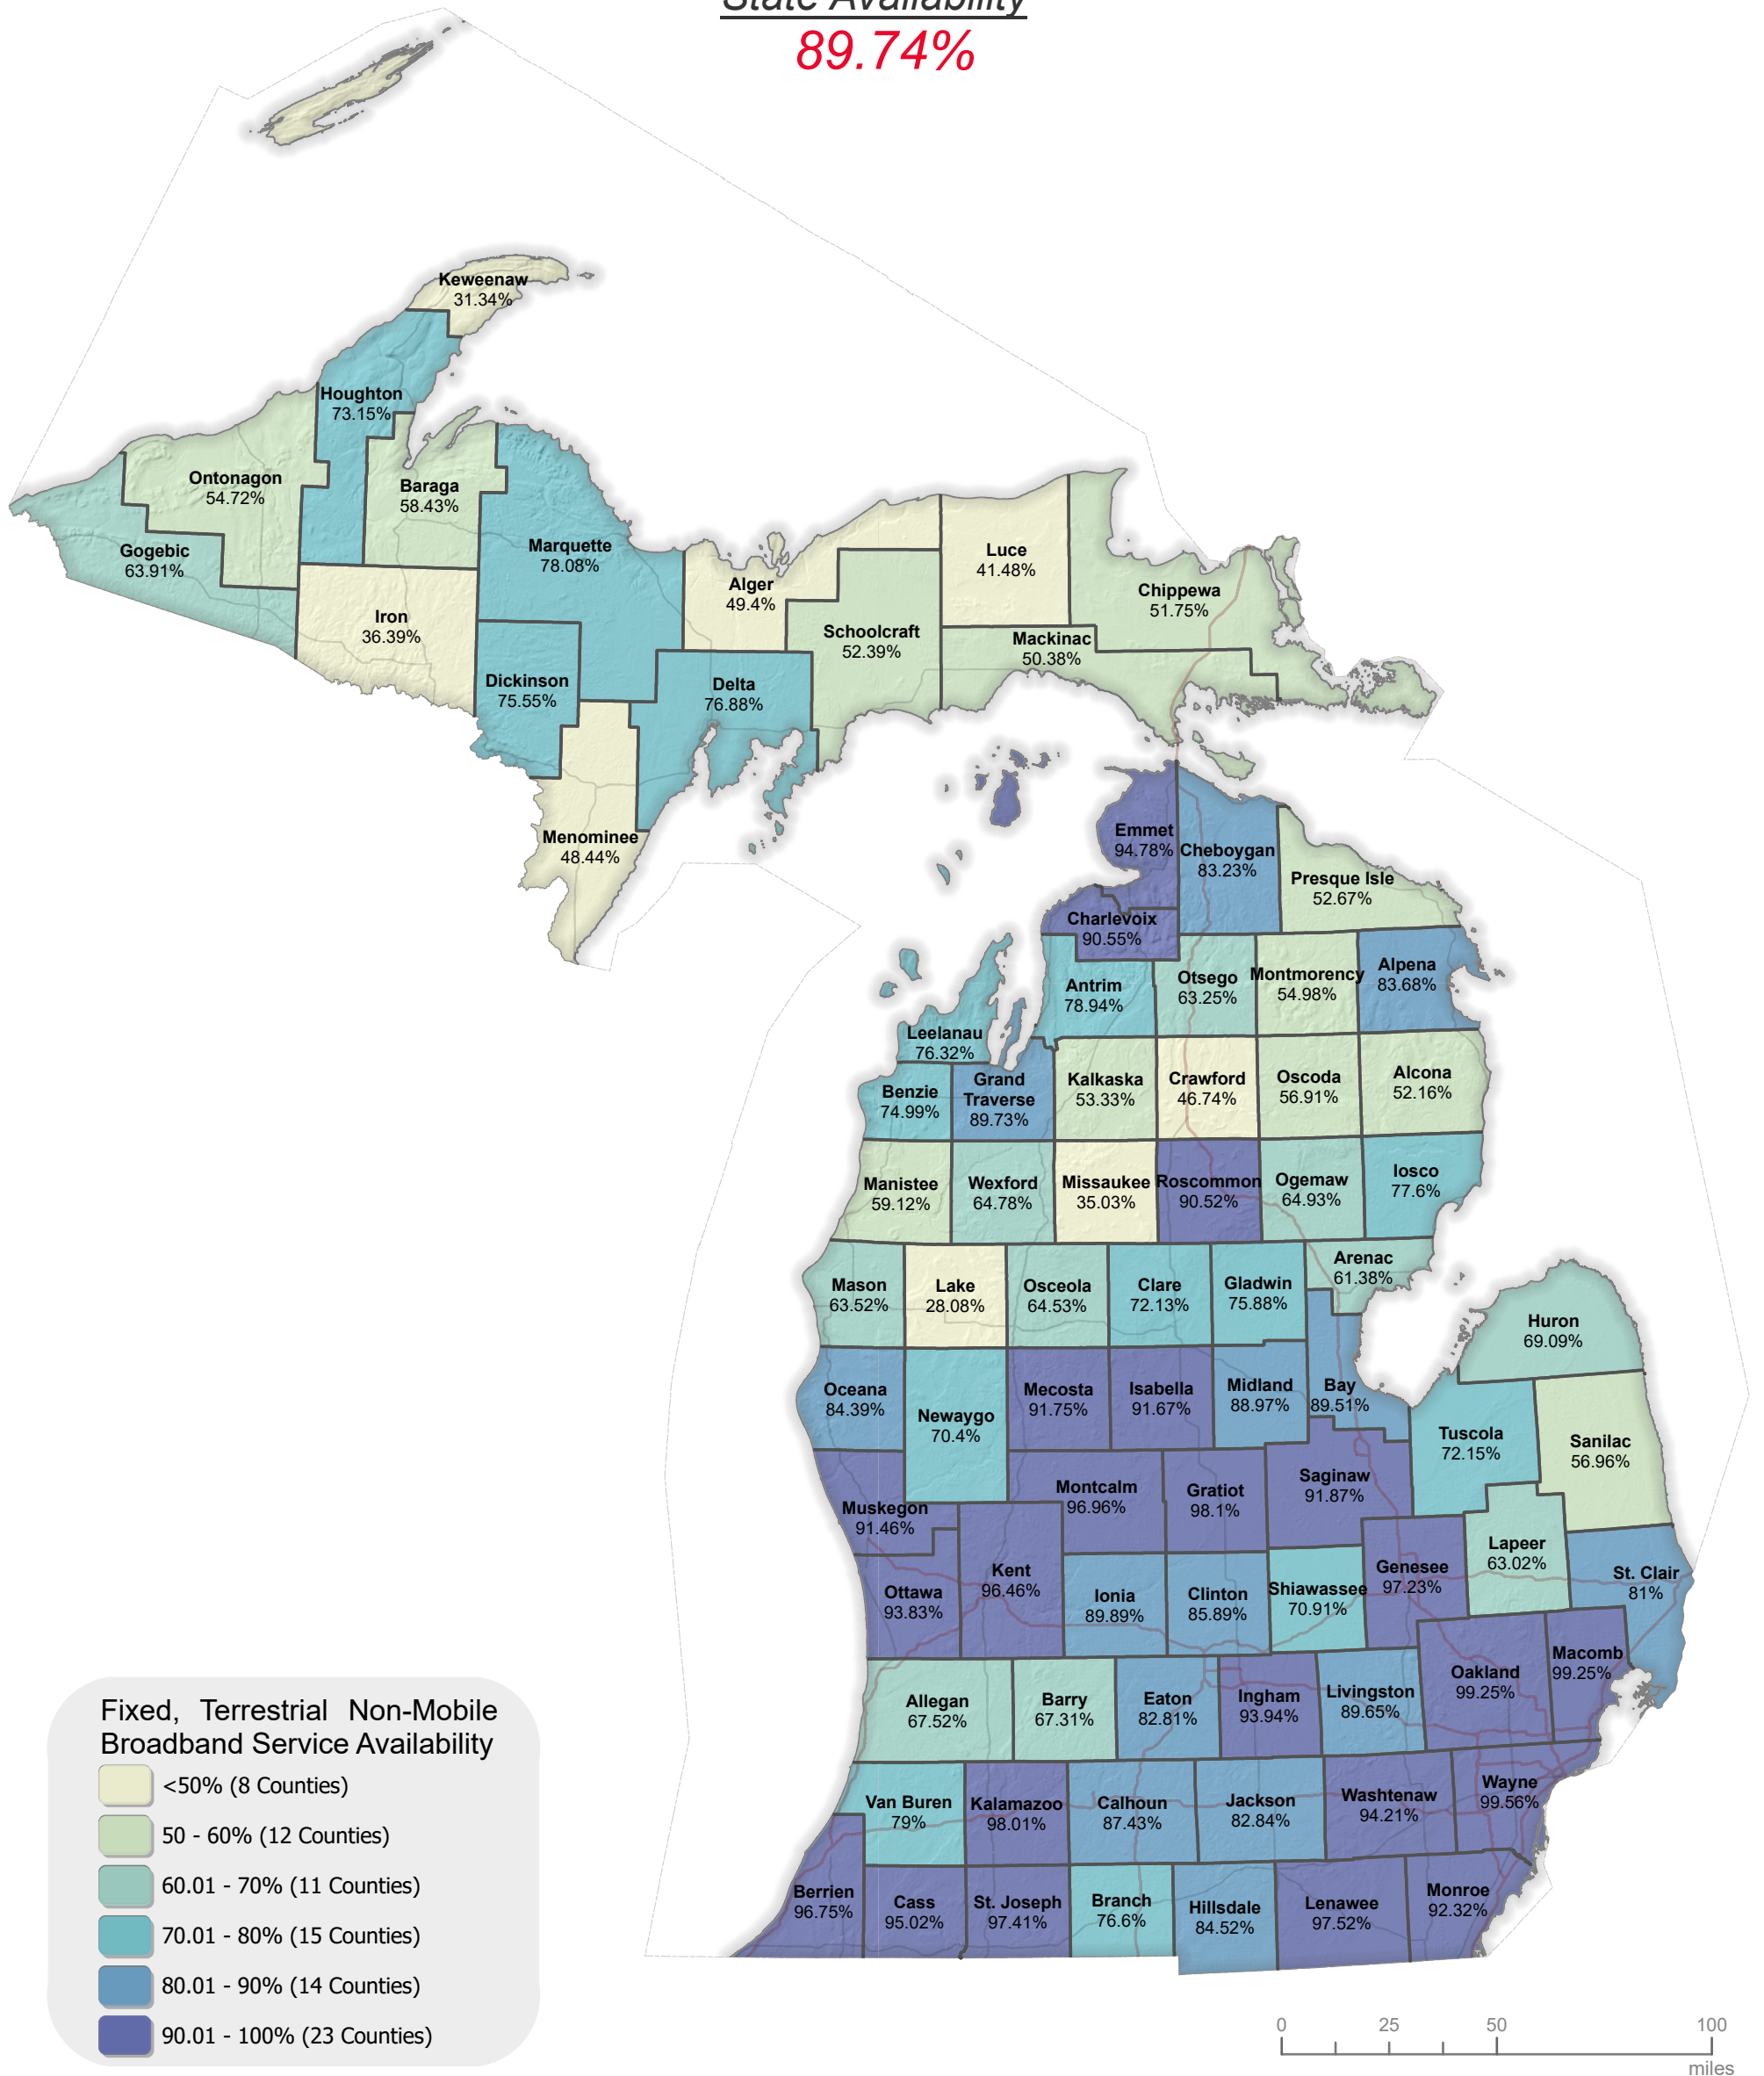 State Availability
89.74%
Keweenaw
31.34%
Houghton
73.15%
Ontonagon
54.72%
Baraga
58.43%
Gogebic
63.91%
Marquette
78.08%
Iron
36.39%
Alger
49.4%
Luce
41.48%
Chippewa
51.75%
Schoolcraft
52.39%
Mackinac
50.38%
Dickinson
75.55%
Delta
76.88%
Menominee
48.44%
Emmet
94.78%
Cheboygan
83.23%
Presque Isle
52.67%
Charlevoix
90.55%
Antrim
78.94%
Otsego
63.25%
Montmorency
54.98%
Alpena
83.68%
Leelanau
76.32%
Benzie
74.99%
Grand
Traverse
89.73%
Kalkaska
53.33%
Crawford
46.74%
Oscoda
56.91%
Alcona
52.16%
Manistee
59.12%
Wexford
64.78%
Missaukee
35.03%
Roscommon
90.52%
Ogemaw
64.93%
Iosco
77.6%
Mason
63.52%
Lake
28.08%
Osceola
64.53%
Clare
72.13%
Gladwin
75.88%
Arenac
61.38%
Huron
69.09%
Oceana
84.39%
Newaygo
70.4%
Mecosta
91.75%
Isabella
91.67%
Midland
88.97%
Bay
89.51%
Tuscola
72.15%
Sanilac
56.96%
Muskegon
91.46%
Montcalm
96.96%
Gratiot
98.1%
Saginaw
91.87%
Lapeer
63.02%
St. Clair
81%
Ottawa
93.83%
Kent
96.46%
Ionia
89.89%
Clinton
85.89%
Shiawassee
70.91%
Genesee
97.23%
Allegan
67.52%
Barry
67.31%
Eaton
82.81%
Ingham
93.94%
Livingston
89.65%
Oakland
99.25%
Macomb
99.25%
Van Buren
79%
Kalamazoo
98.01%
Calhoun
87.43%
Jackson
82.84%
Washtenaw
94.21%
Wayne
99.56%
Berrien
96.75%
Cass
95.02%
St. Joseph
97.41%
Branch
76.6%
Hillsdale
84.52%
Lenawee
97.52%
Monroe
92.32%
Fixed, Terrestrial Non-Mobile
Broadband Service Availability
<50% (8 Counties)
50 - 60% (12 Counties)
60.01 - 70% (11 Counties)
70.01 - 80% (15 Counties)
80.01 - 90% (14 Counties)
90.01 - 100% (23 Counties)
0 25 50 100
miles